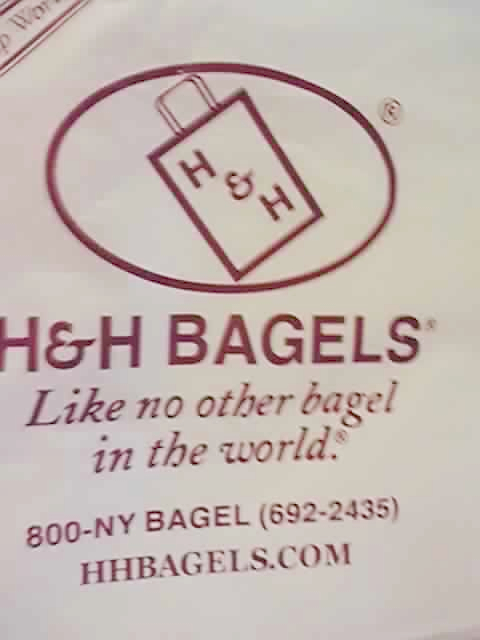 H
&
H
®
H&H BAGELS®
Like no other bagel
in the world.®
800-NY BAGEL (692-2435)
HHBAGELS.COM